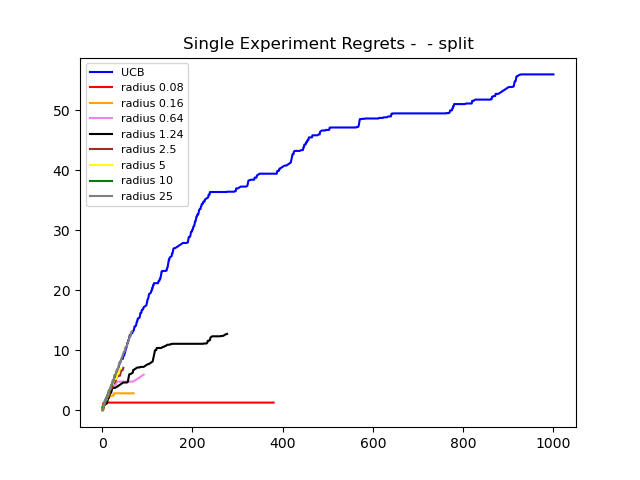 Single Experiment Regrets -  - split
UCB
radius 0.08
radius 0.16
radius 0.64
radius 1.24
radius 2.5
radius 5
radius 10
radius 25
50
40
30
20
10
0
0 200 400 600 800 1000